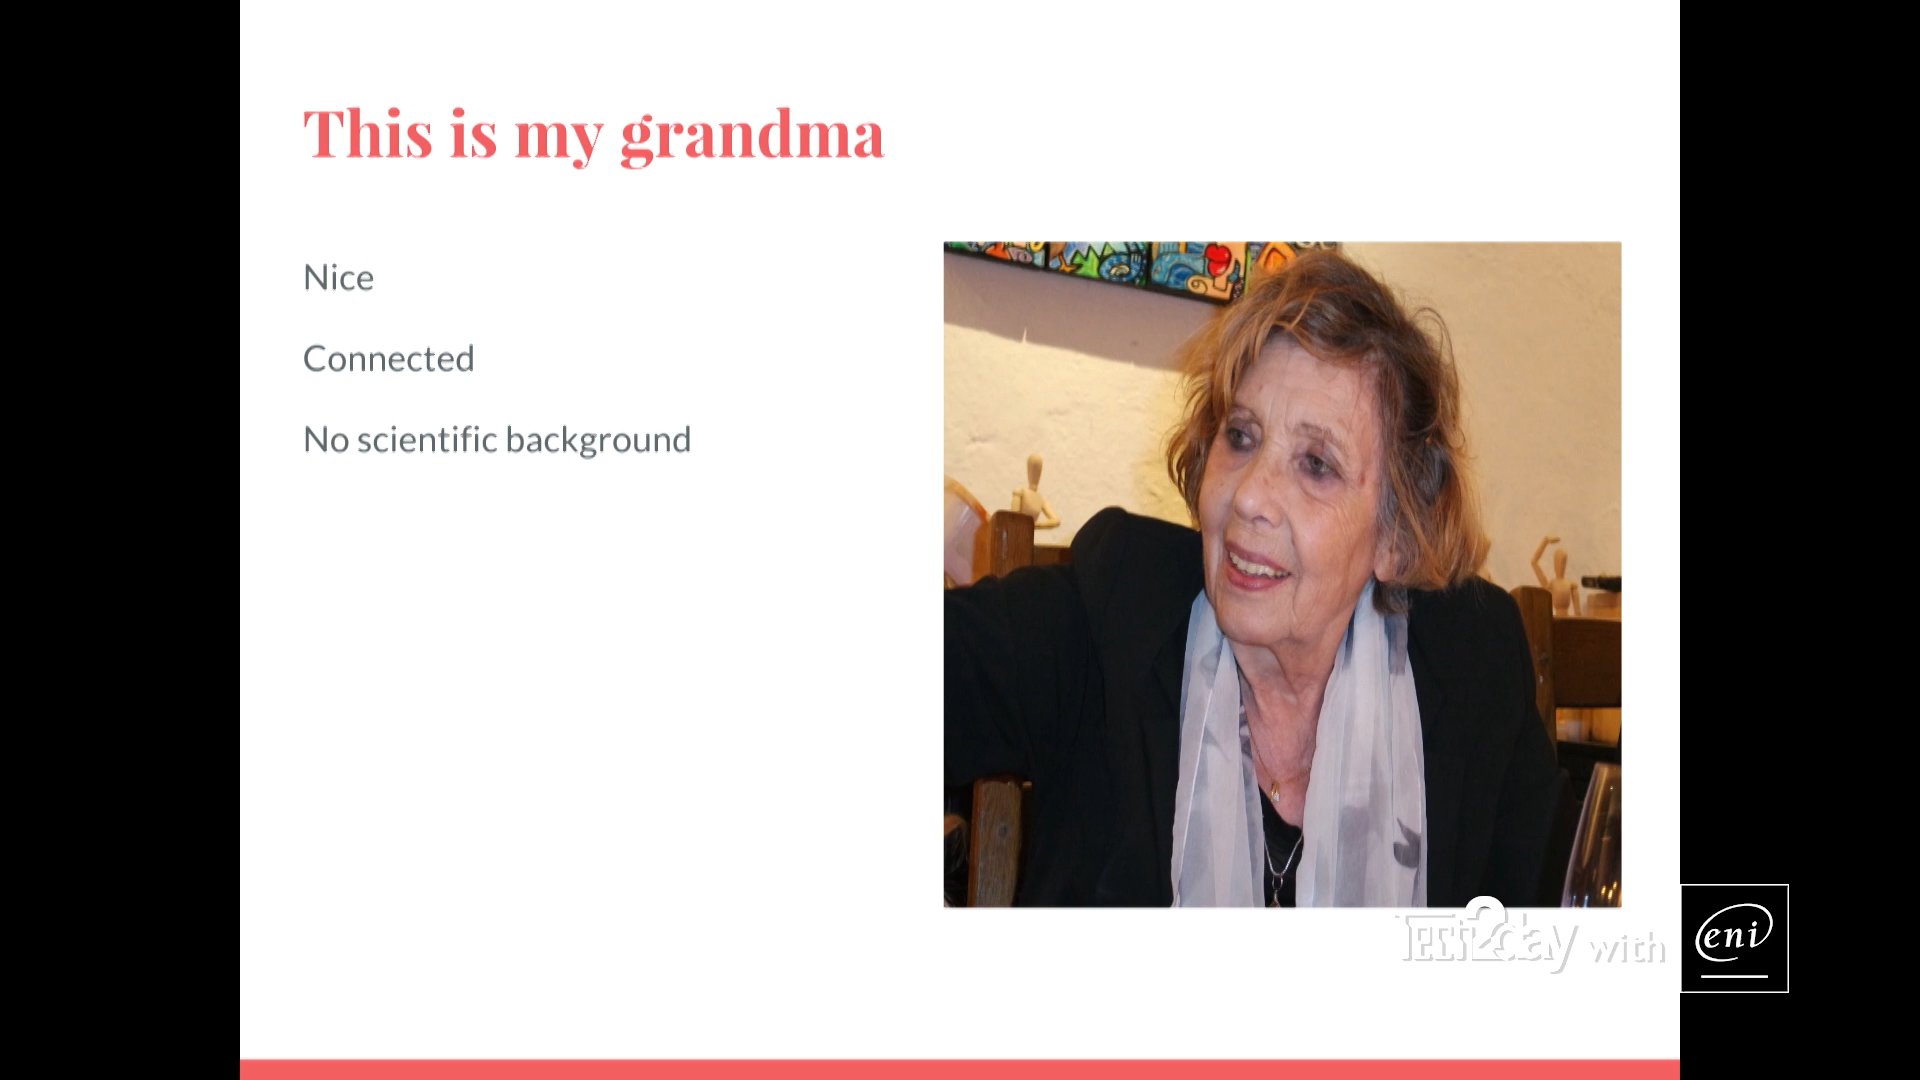 This is my grandma
Nice
Connected
No scientific background
Tech2day with
eni